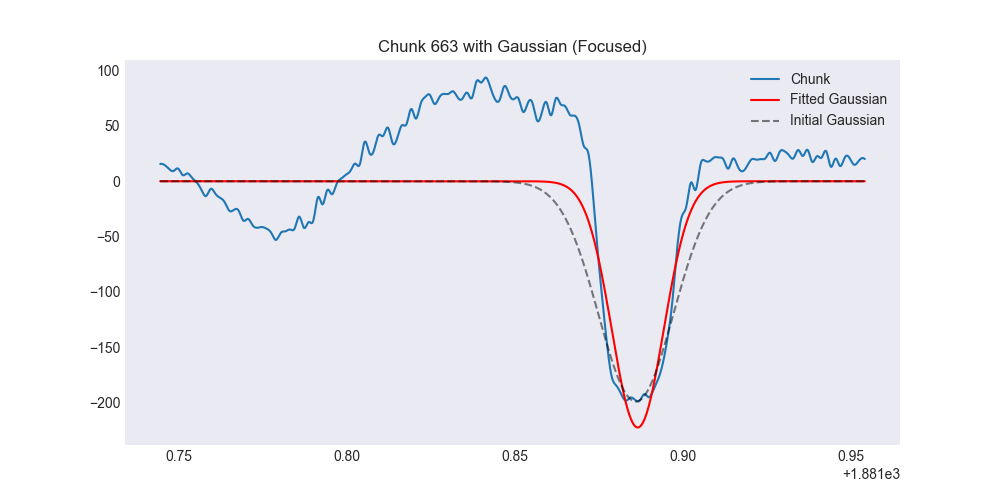 Chunk 663 with Gaussian (Focused)
100
50
0
−50
−100
−150
−200
Chunk
Fitted Gaussian
Initial Gaussian
0.75 0.80 0.85 0.90 0.95
+1.881e3